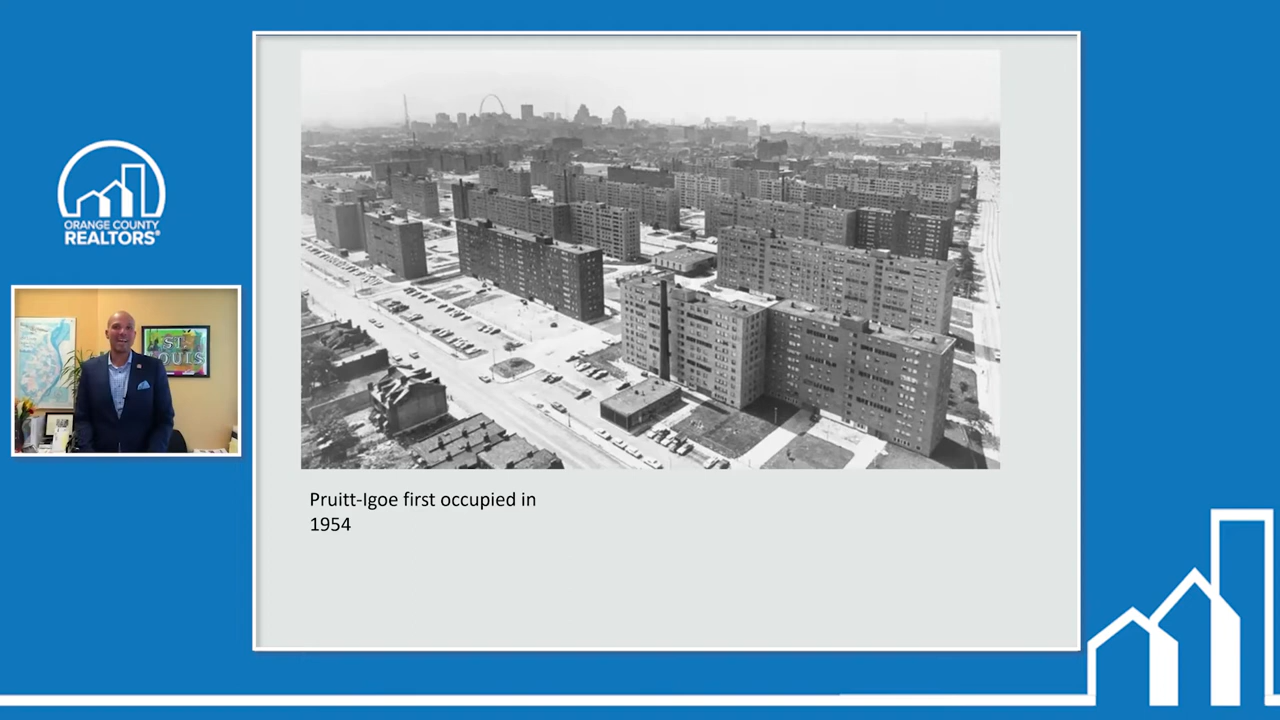 ORANGE COUNTY
REALTORS®
ST.
LOUIS
Pruitt-Igoe first occupied in
1954